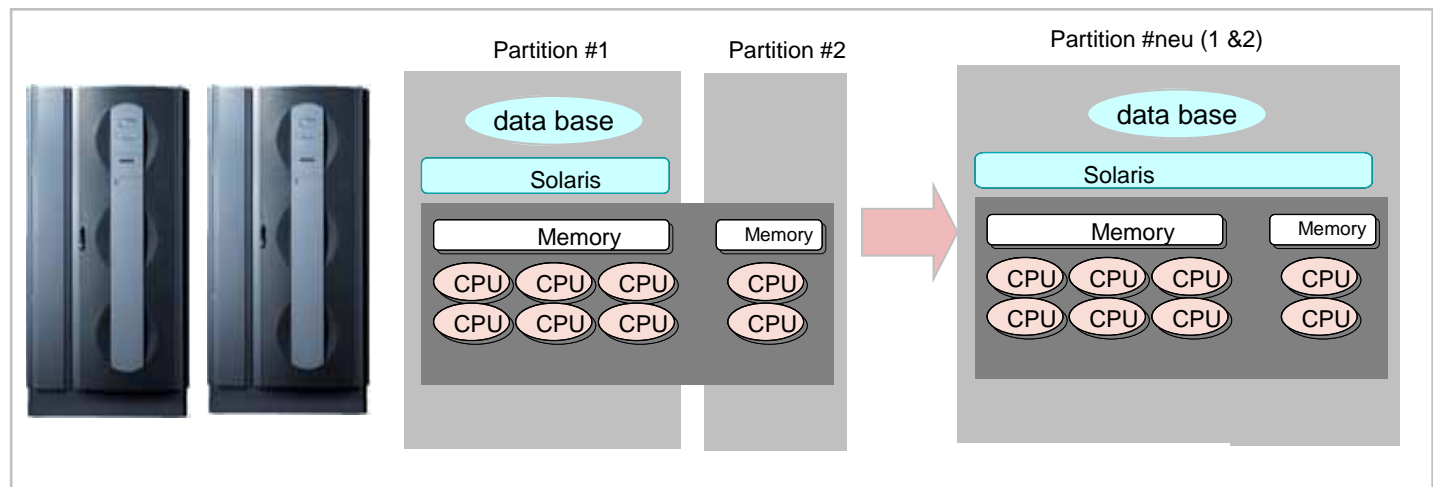 Partition #1
Partition #2
Partition #neu (1 &2)
data base
Solaris
Memory
Memory
CPU CPU CPU CPU
CPU CPU CPU CPU
data base
Solaris
Memory
Memory
CPU CPU CPU CPU
CPU CPU CPU CPU